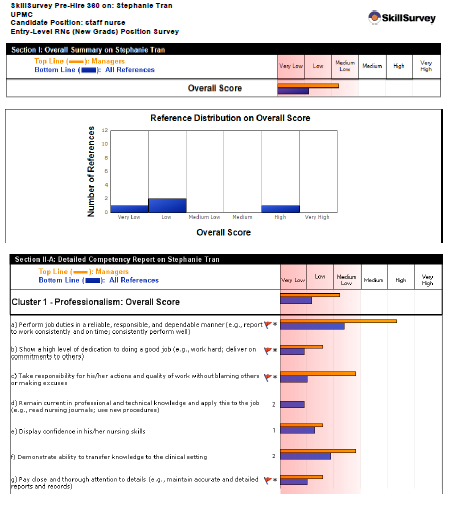 SkillSurvey Pre-Hire 360 on: Stephanie Tran
UPMC
Candidate Position: staff nurse
Entry-Level RNs (New Grads) Position Survey
SkillSurvey
Section I: Overall Summary on Stephanie Tran
Top Line ( ): Managers
Bottom Line ( ): All References
Very Low
Low
Medium Low
Medium
High
Very High
Overall Score
Reference Distribution on Overall Score
Number of References
12
10
8
6
4
2
0
Very Low
Low
Medium Low
Medium
High
Very High
Overall Score
Section II-A: Detailed Competency Report on Stephanie Tran
Top Line ( ): Managers
Bottom Line ( ): All References
Very Low
Low
Medium Low
Medium
High
Very High
Cluster 1 - Professionalism: Overall Score
a) Perform job duties in a reliable, responsible, and dependable manner (e.g., report *
to work consistently and on time; consistently perform well)
b) Show a high level of dedication to doing a good job (e.g., work hard; deliver on *
commitments to others)
c) Take responsibility for his/her actions and quality of work without blaming others *
or making excuses
d) Remain current in professional and technical knowledge and apply this to the job 2
(e.g., read nursing journals; use new procedures)
e) Display confidence in his/her nursing skills 1
f) Demonstrate ability to transfer knowledge to the clinical setting 2
g) Pay close and thorough attention to details (e.g., maintain accurate and detailed *
reports and records)